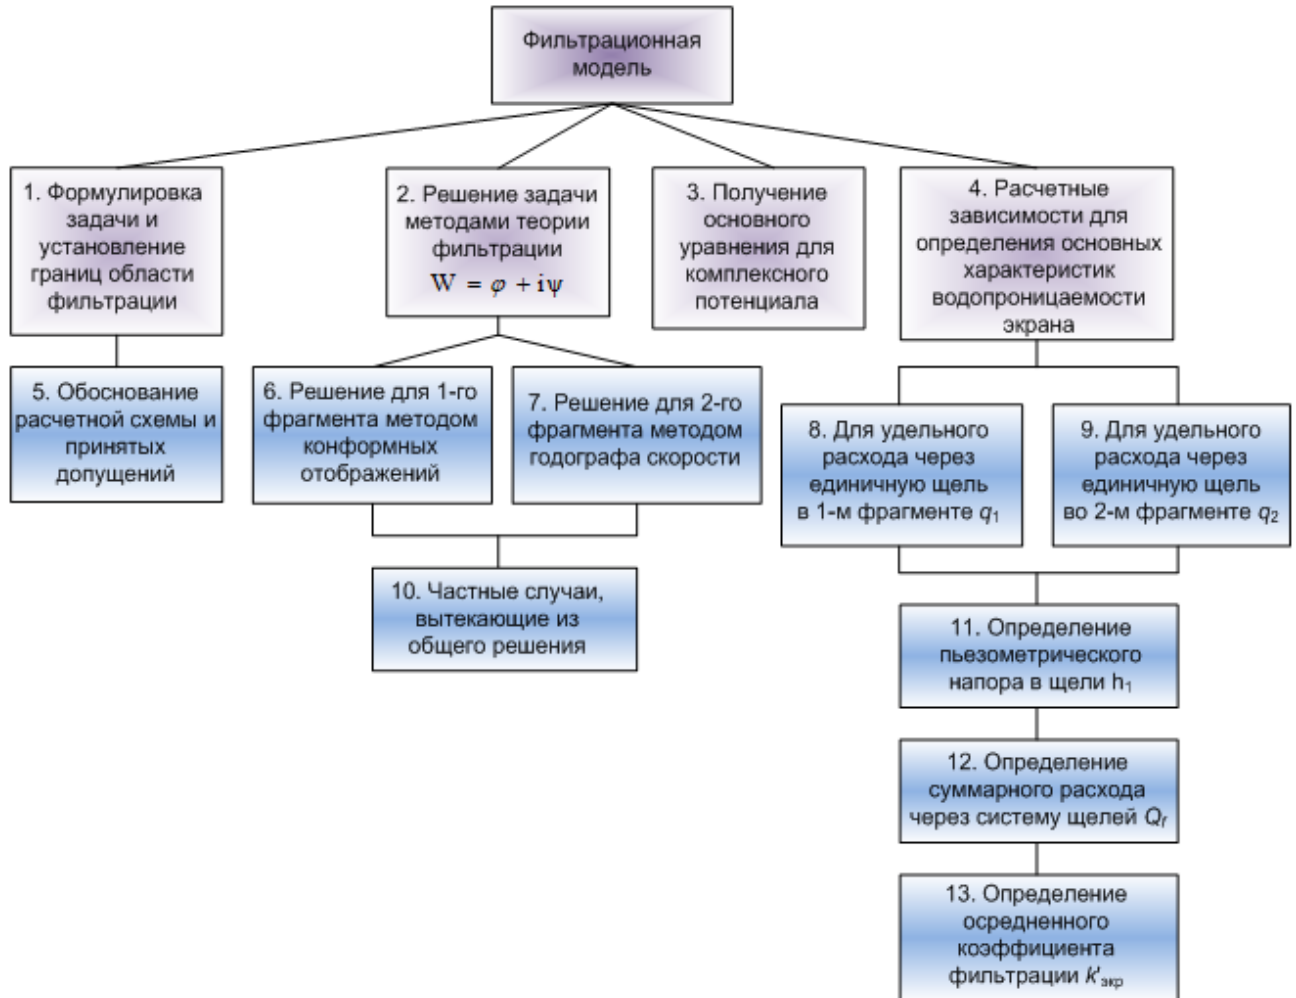 Фильтрационная
модель
1. Формулировка
задачи и
установление
границ области
фильтрации
2. Решение задачи
методами теории
фильтрации
W = φ + iψ
3. Получение
основного
уравнения для
комплексного
потенциала
4. Расчетные
зависимости для
определения основных
характеристик
водопроницаемости
экрана
5. Обоснование
расчетной схемы и
принятых
допущений
6. Решение для 1-го
фрагмента методом
конформных
отображений
7. Решение для 2-го
фрагмента методом
годографа скорости
8. Для удельного
расхода через
единичную щель
в 1-м фрагменте q₁
9. Для удельного
расхода через
единичную щель
во 2-м фрагменте q₂
10. Частные случаи,
вытекающие из
общего решения
11. Определение
пьезометрического
напора в щели h₁
12. Определение
суммарного расхода
через систему щелей Qf
13. Определение
осредненного
коэффициента
фильтрации k'экр